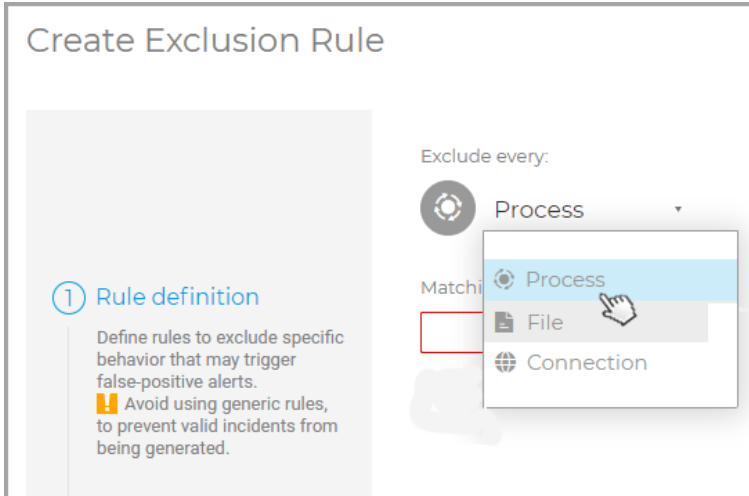 Create Exclusion Rule
Exclude every:
Process
Process
Matchi
File
Connection
1 Rule definition
Define rules to exclude specific
behavior that may trigger
false-positive alerts.
! Avoid using generic rules,
to prevent valid incidents from
being generated.